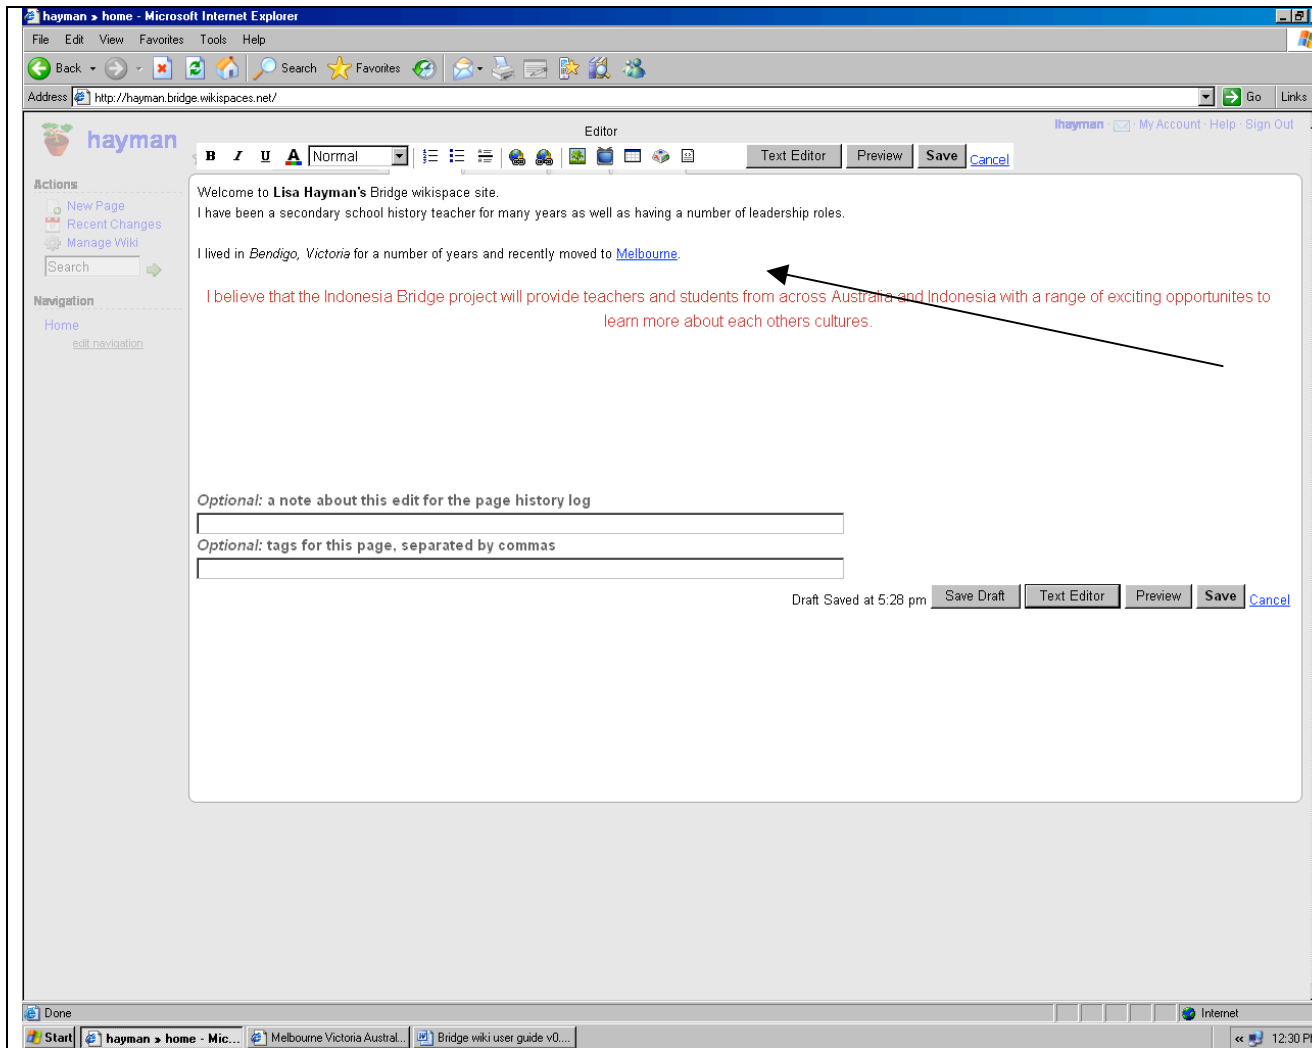 hayman > home - Microsoft Internet Explorer
File Edit View Favorites Tools Help
Back Search Favorites
Address http://hayman.bridge.wikispaces.net/ Go Links
hayman
lhayman · My Account · Help · Sign Out
Editor
B I U A Normal Text Editor Preview Save Cancel
Actions
New Page
Recent Changes
Manage Wiki
Search
Navigation
Home
edit navigation
Welcome to Lisa Hayman's Bridge wikispace site.
I have been a secondary school history teacher for many years as well as having a number of leadership roles.
I lived in Bendigo, Victoria for a number of years and recently moved to Melbourne.
I believe that the Indonesia Bridge project will provide teachers and students from across Australia and Indonesia with a range of exciting opportunites to
learn more about each others cultures.
Optional: a note about this edit for the page history log
Optional: tags for this page, separated by commas
Draft Saved at 5:28 pm Save Draft Text Editor Preview Save Cancel
Done Internet
Start hayman > home - Mic... Melbourne Victoria Austral... Bridge wiki user guide v0.... « 12:30 P